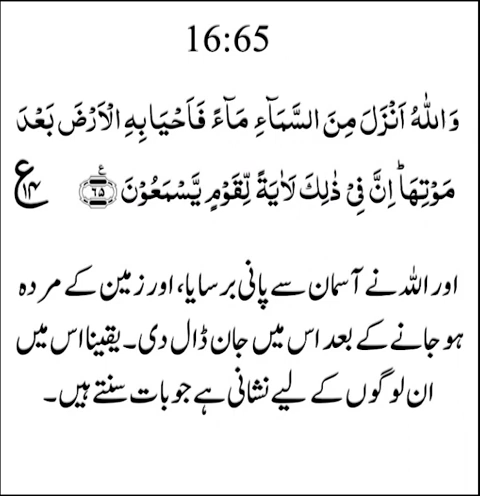 16:65
وَاللّٰهُ اَنْزَلَ مِنَ السَّمَآءِ مَآءً فَاَحْيَا بِهِ الْاَرْضَ بَعْدَ
مَوْتِهَا ؕ اِنَّ فِيْ ذٰلِكَ لَاٰيَةً لِّقَوْمٍ يَّسْمَعُوْنَ ﴿۶۵﴾ ع ۱۴
اور اللہ نے آسمان سے پانی برسایا، اور زمین کے مردہ
ہو جانے کے بعد اس میں جان ڈال دی۔ یقینا اس میں
ان لوگوں کے لیے نشانی ہے جو بات سنتے ہیں۔